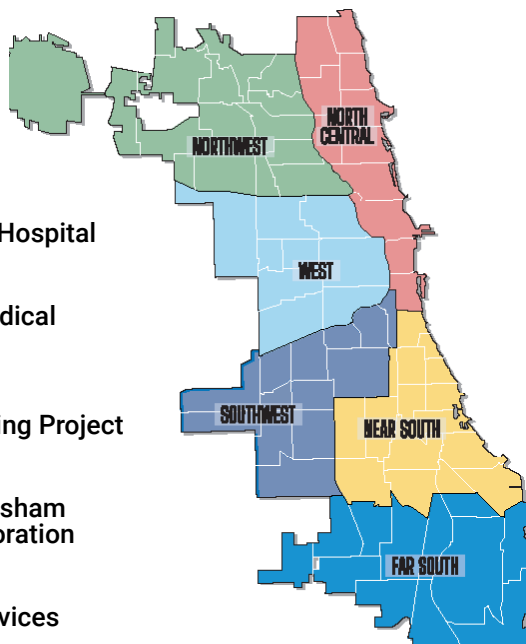 NORTH
CENTRAL
NORTHWEST
Hospital
WEST
dical
SOUTHWEST
ing Project
NEAR SOUTH
sham
oration
FAR SOUTH
vices